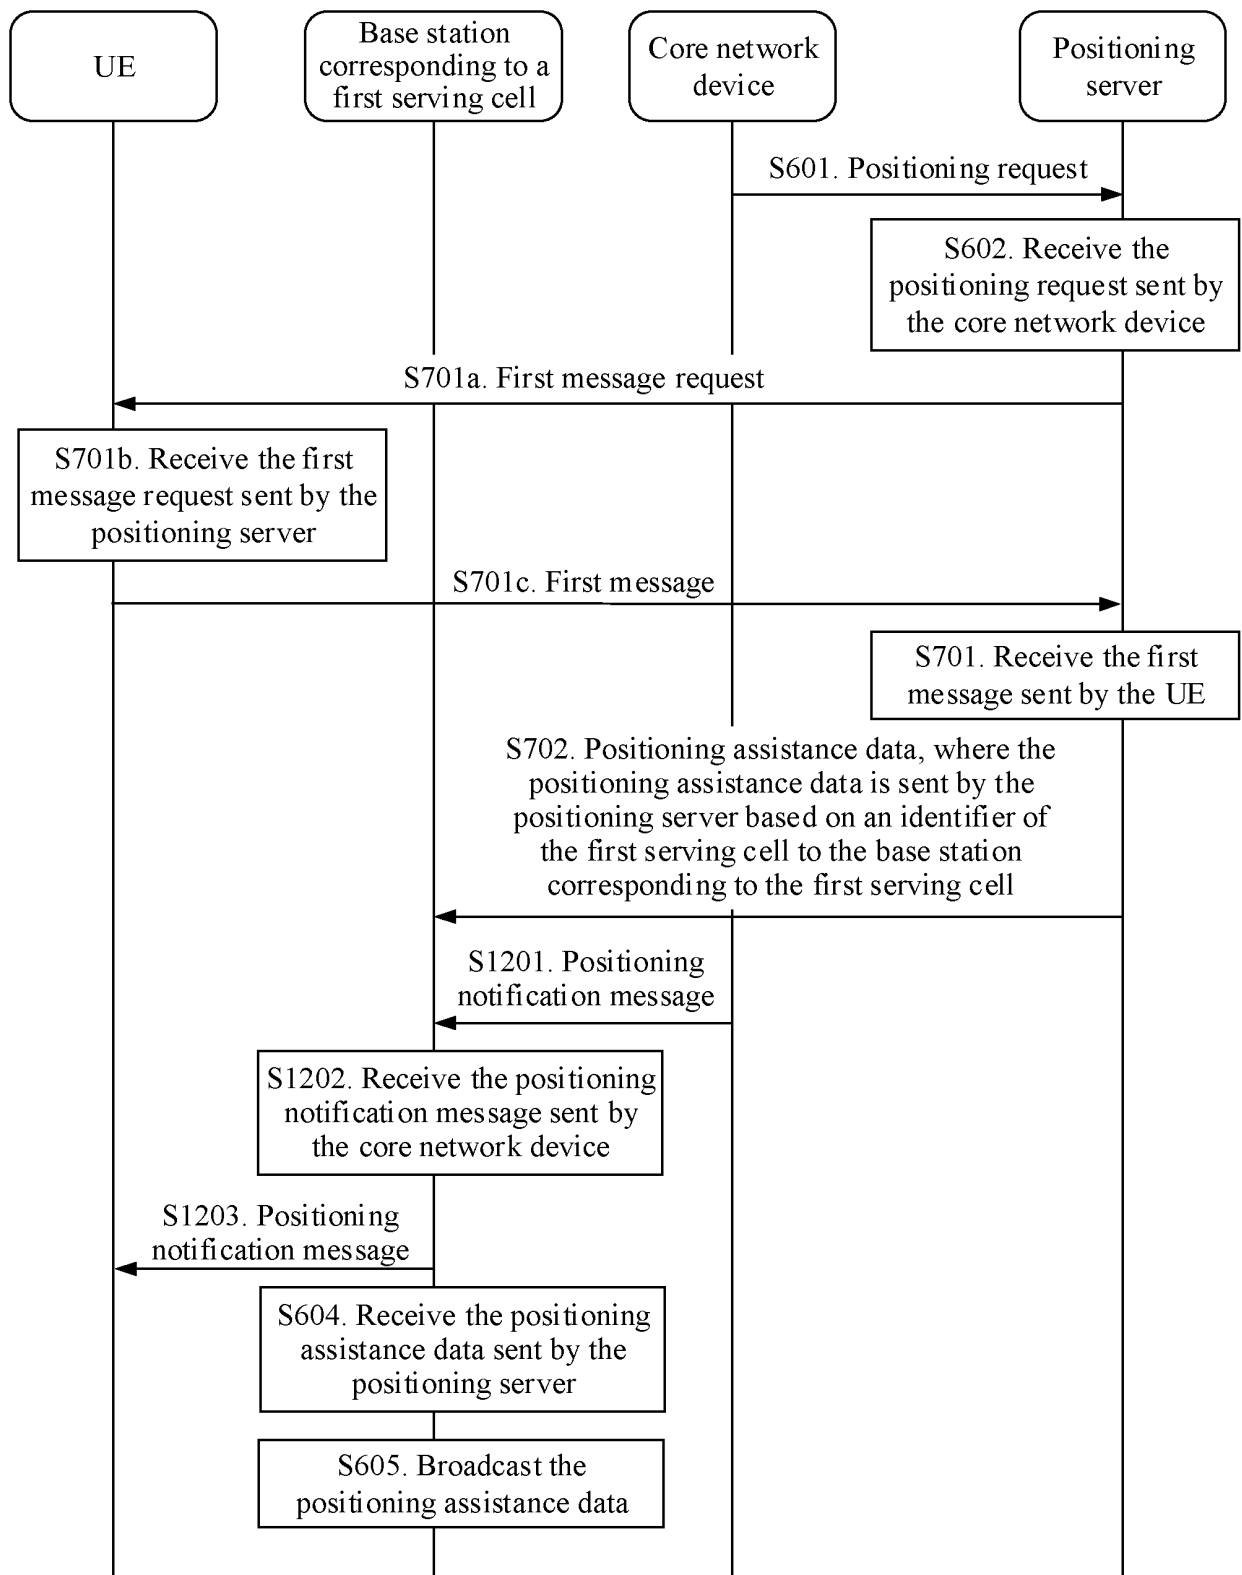 UE
Base station
corresponding to a
first serving cell
Core network
device
Positioning
server
S601. Positioning request
S602. Receive the
positioning request sent by
the core network device
S701a. First message request
S701b. Receive the first
message request sent by the
positioning server
S701c. First message
S701. Receive the first
message sent by the UE
S702. Positioning assistance data, where the
positioning assistance data is sent by the
positioning server based on an identifier of
the first serving cell to the base station
corresponding to the first serving cell
S1201. Positioning
notification message
S1202. Receive the positioning
notification message sent by
the core network device
S1203. Positioning
notification message
S604. Receive the positioning
assistance data sent by the
positioning server
S605. Broadcast the
positioning assistance data